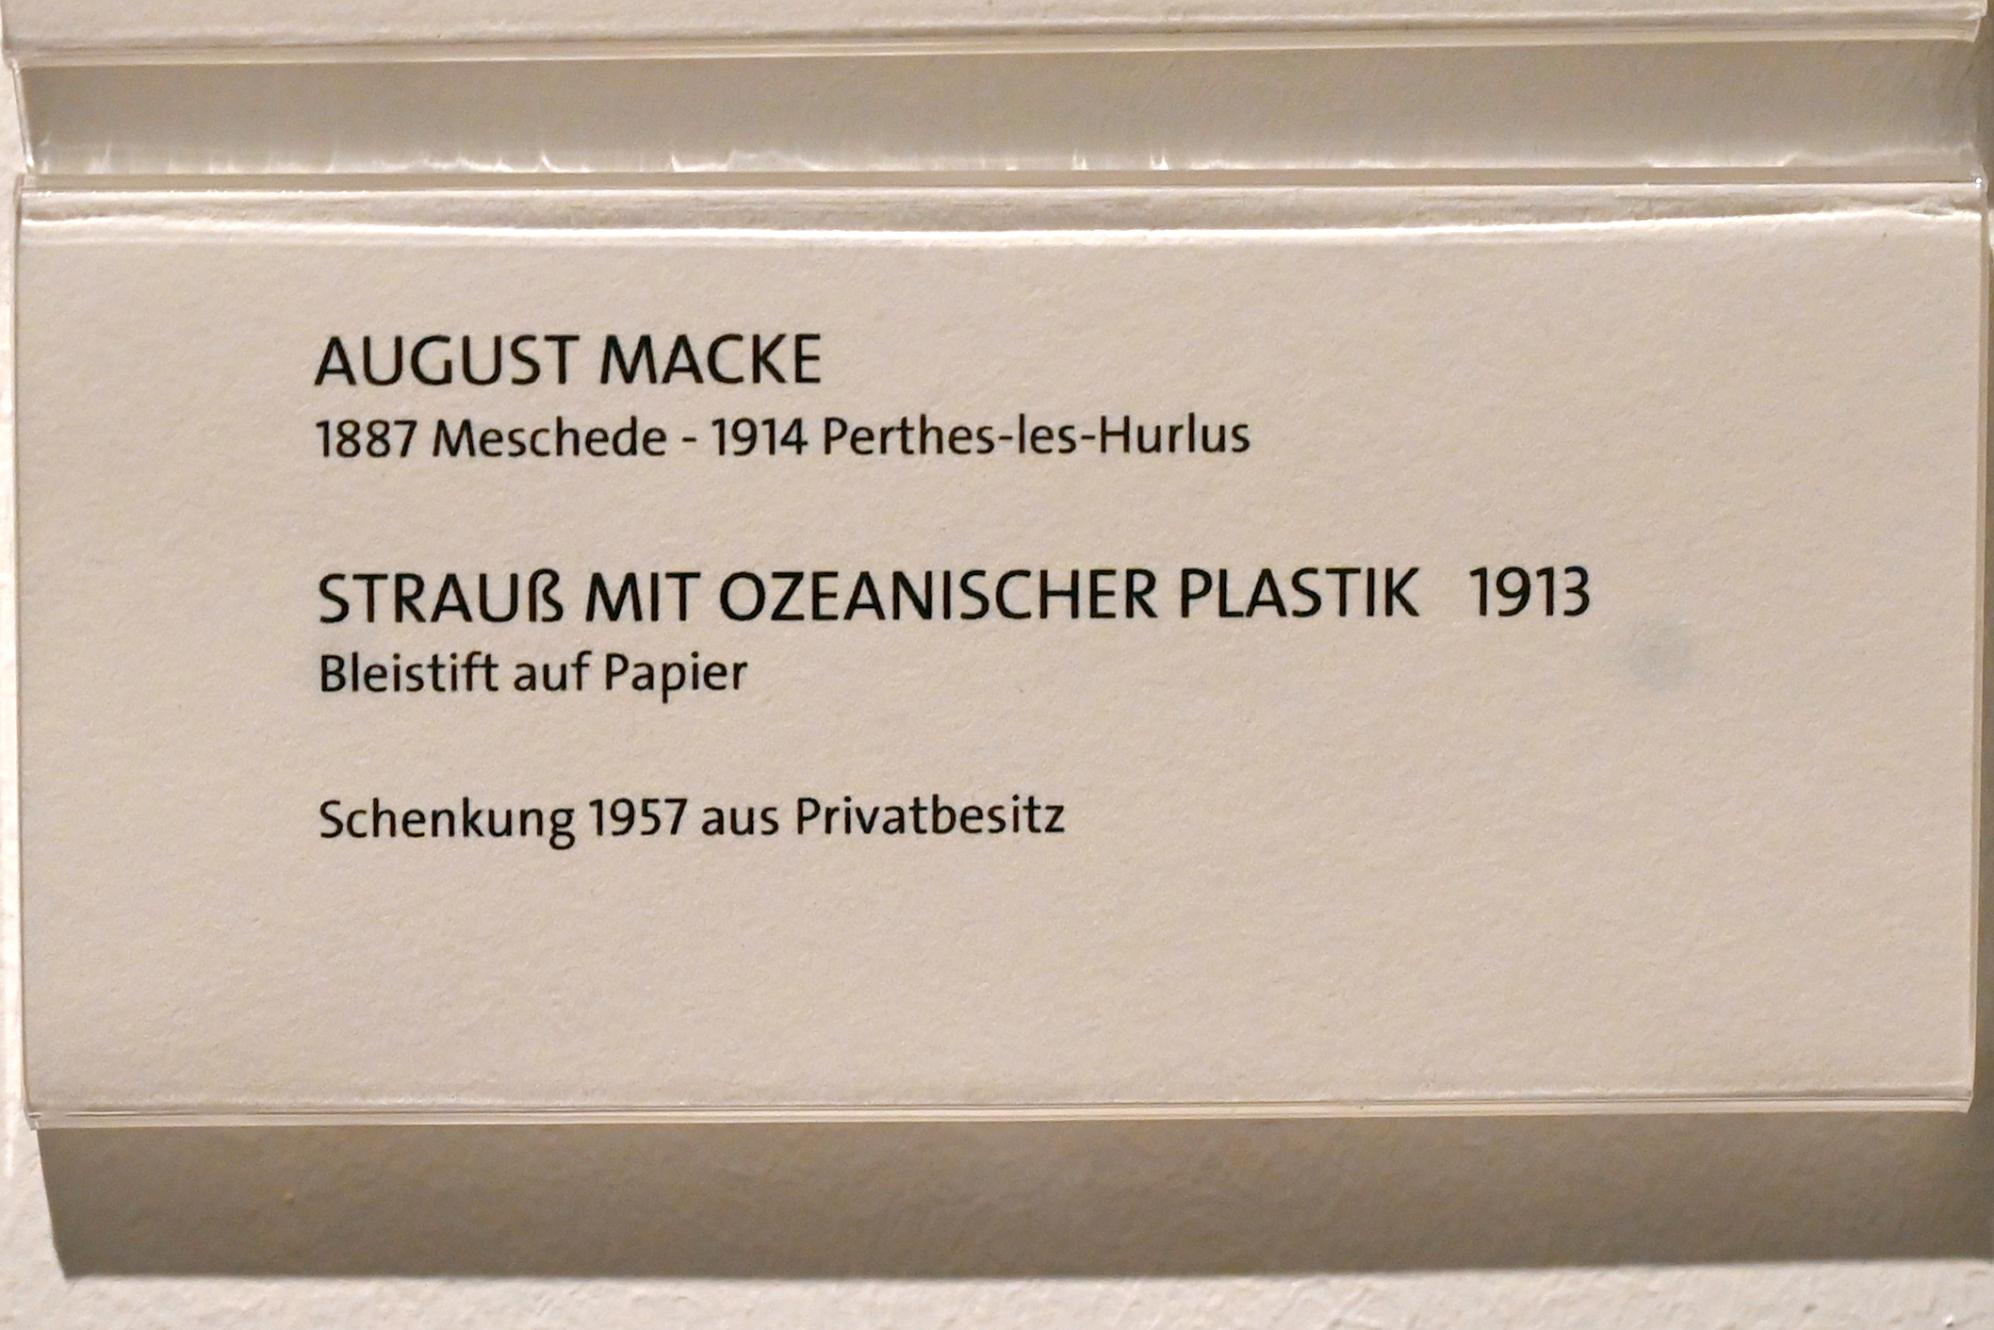 AUGUST MACKE
1887 Meschede - 1914 Perthes-les-Hurlus
STRAUß MIT OZEANISCHER PLASTIK 1913
Bleistift auf Papier
Schenkung 1957 aus Privatbesitz